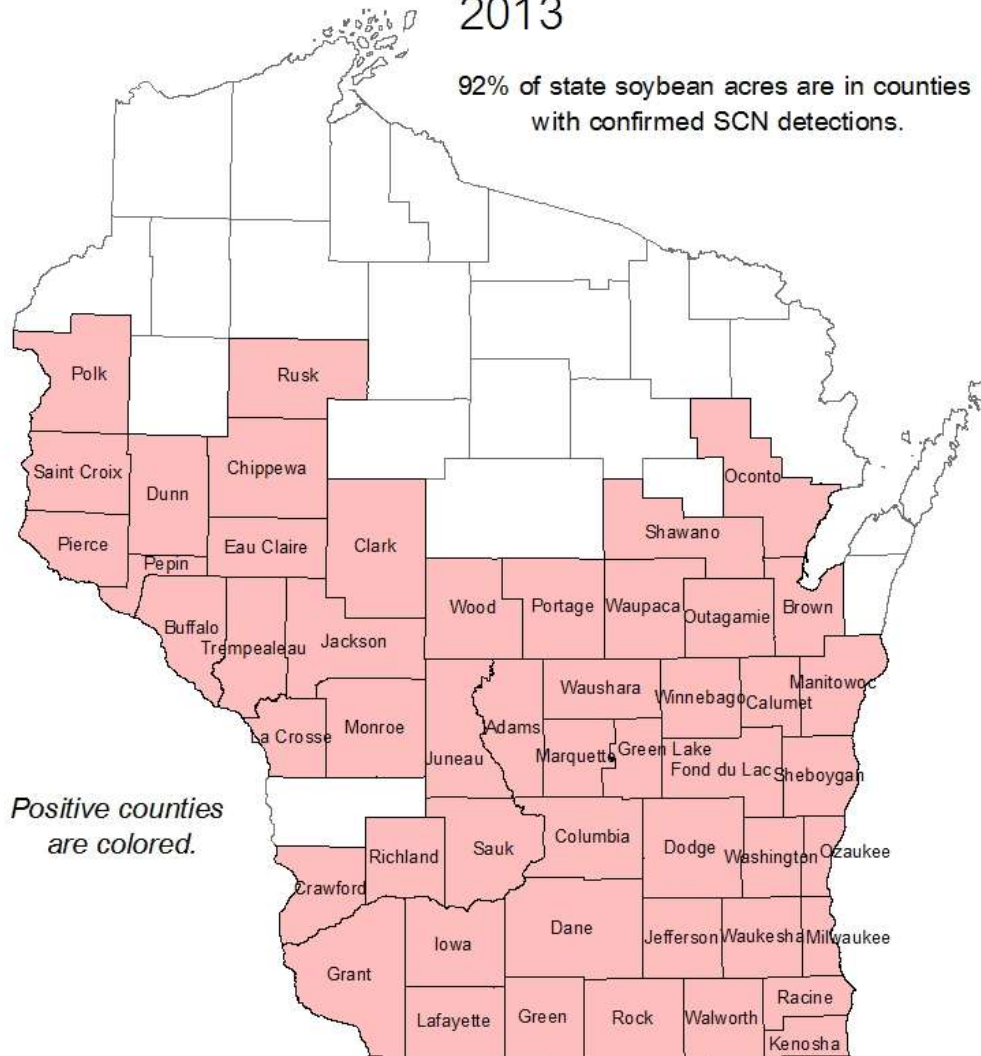 2013
92% of state soybean acres are in counties
with confirmed SCN detections.
Polk
Rusk
Saint Croix
Dunn
Chippewa
Oconto
Pierce
Eau Claire
Clark
Shawano
Pepin
Buffalo
Trempealeau
Jackson
Wood
Portage
Waupaca
Outagamie
Brown
La Crosse
Monroe
Juneau
Adams
Waushara
Winnebago
Calumet
Manitowoc
Marquette
Green Lake
Fond du Lac
Sheboygan
Positive counties
are colored.
Richland
Sauk
Columbia
Dodge
Washington
Ozaukee
Crawford
Iowa
Dane
Jefferson
Waukesha
Milwaukee
Grant
Lafayette
Green
Rock
Walworth
Racine
Kenosha